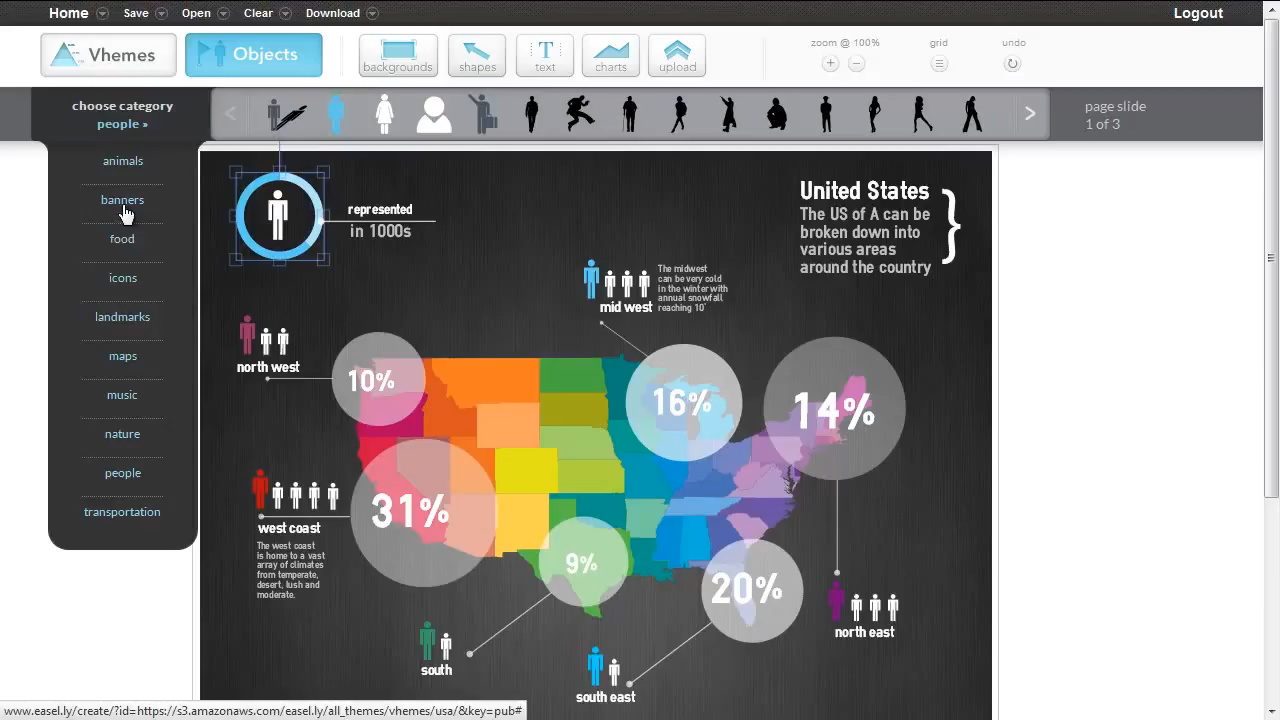 Home
Save
Open
Clear
Download
Logout
Vhemes
Objects
backgrounds
shapes
T
text
charts
upload
zoom @ 100%
grid
undo
choose category
people »
page slide
1 of 3
animals
banners
food
icons
landmarks
maps
music
nature
people
transportation
represented
in 1000s
United States
The US of A can be
broken down into
various areas
around the country
}
mid west
The midwest
can be very cold
in the winter with
annual snowfall
reaching 10'
north west
10%
16%
14%
west coast
31%
The west coast
is home to a vast
array of climates
from temperate,
desert, lush and
moderate.
9%
20%
north east
south
south east
www.easel.ly/create/?id=https://s3.amazonaws.com/easel.ly/all_themes/vhemes/usa/&key=pub#